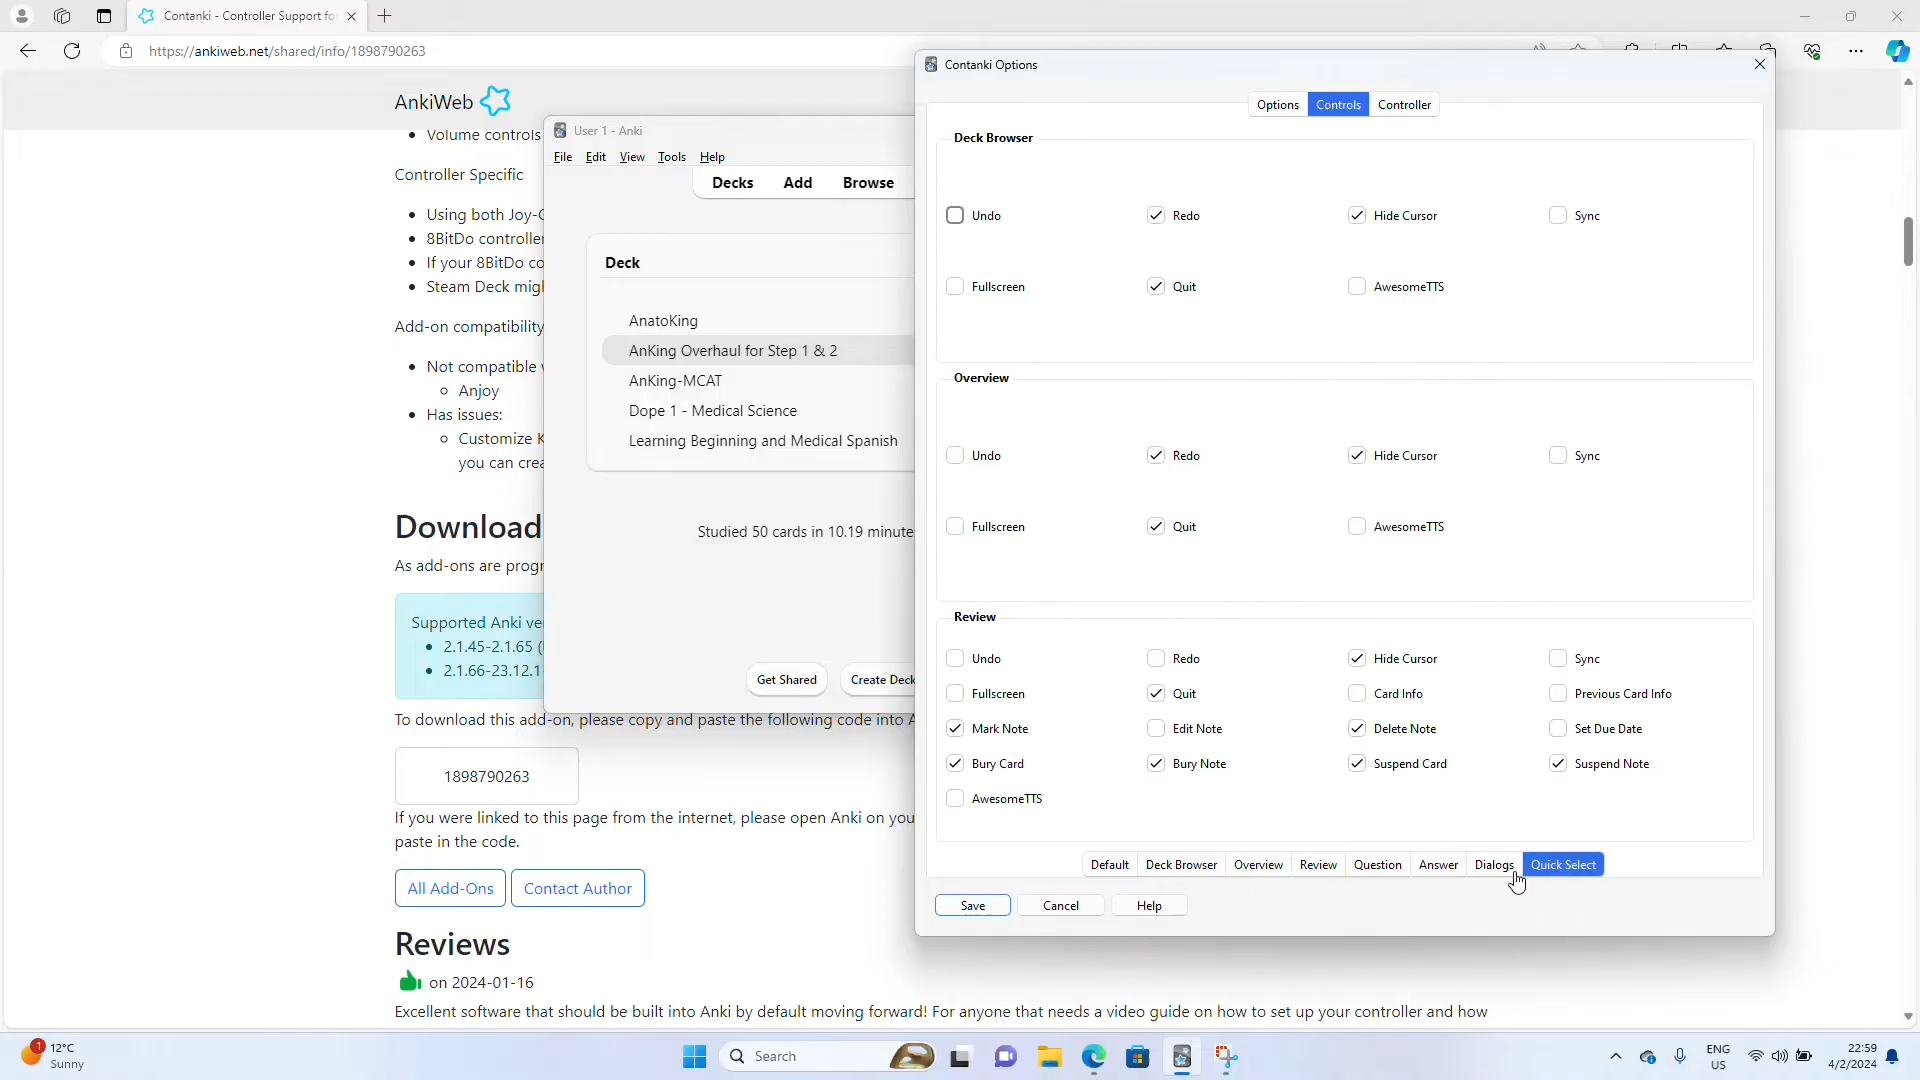 Contanki - Controller Support fo
https://ankiweb.net/shared/info/1898790263
AnkiWeb
Volume controls
Controller Specific
Using both Joy-C
8BitDo controller
If your 8BitDo co
Steam Deck migh
Add-on compatibility
Not compatible w
Anjoy
Has issues:
Customize K
you can crea
Download
As add-ons are progr
Supported Anki ver
2.1.45-2.1.65 (
2.1.66-23.12.1
To download this add-on, please copy and paste the following code into A
1898790263
If you were linked to this page from the internet, please open Anki on you
paste in the code.
All Add-Ons
Contact Author
Reviews
on 2024-01-16
Excellent software that should be built into Anki by default moving forward! For anyone that needs a video guide on how to set up your controller and how
User 1 - Anki
File Edit View Tools Help
Decks Add Browse
Deck
AnatoKing
AnKing Overhaul for Step 1 & 2
AnKing-MCAT
Dope 1 - Medical Science
Learning Beginning and Medical Spanish
Studied 50 cards in 10.19 minutes
Get Shared Create Deck
Contanki Options
Options Controls Controller
Deck Browser
Undo Redo Hide Cursor Sync
Fullscreen Quit AwesomeTTS
Overview
Undo Redo Hide Cursor Sync
Fullscreen Quit AwesomeTTS
Review
Undo Redo Hide Cursor Sync
Fullscreen Quit Card Info Previous Card Info
Mark Note Edit Note Delete Note Set Due Date
Bury Card Bury Note Suspend Card Suspend Note
AwesomeTTS
Default Deck Browser Overview Review Question Answer Dialogs Quick Select
Save Cancel Help
1
12°C
Sunny
Search
ENG
US
22:59
4/2/2024